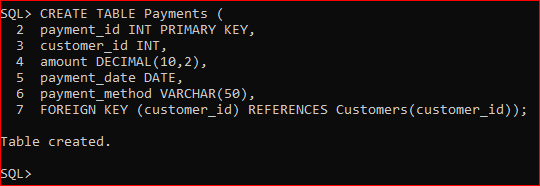 SQL> CREATE TABLE Payments (
  2  payment_id INT PRIMARY KEY,
  3  customer_id INT,
  4  amount DECIMAL(10,2),
  5  payment_date DATE,
  6  payment_method VARCHAR(50),
  7  FOREIGN KEY (customer_id) REFERENCES Customers(customer_id));
Table created.
SQL>